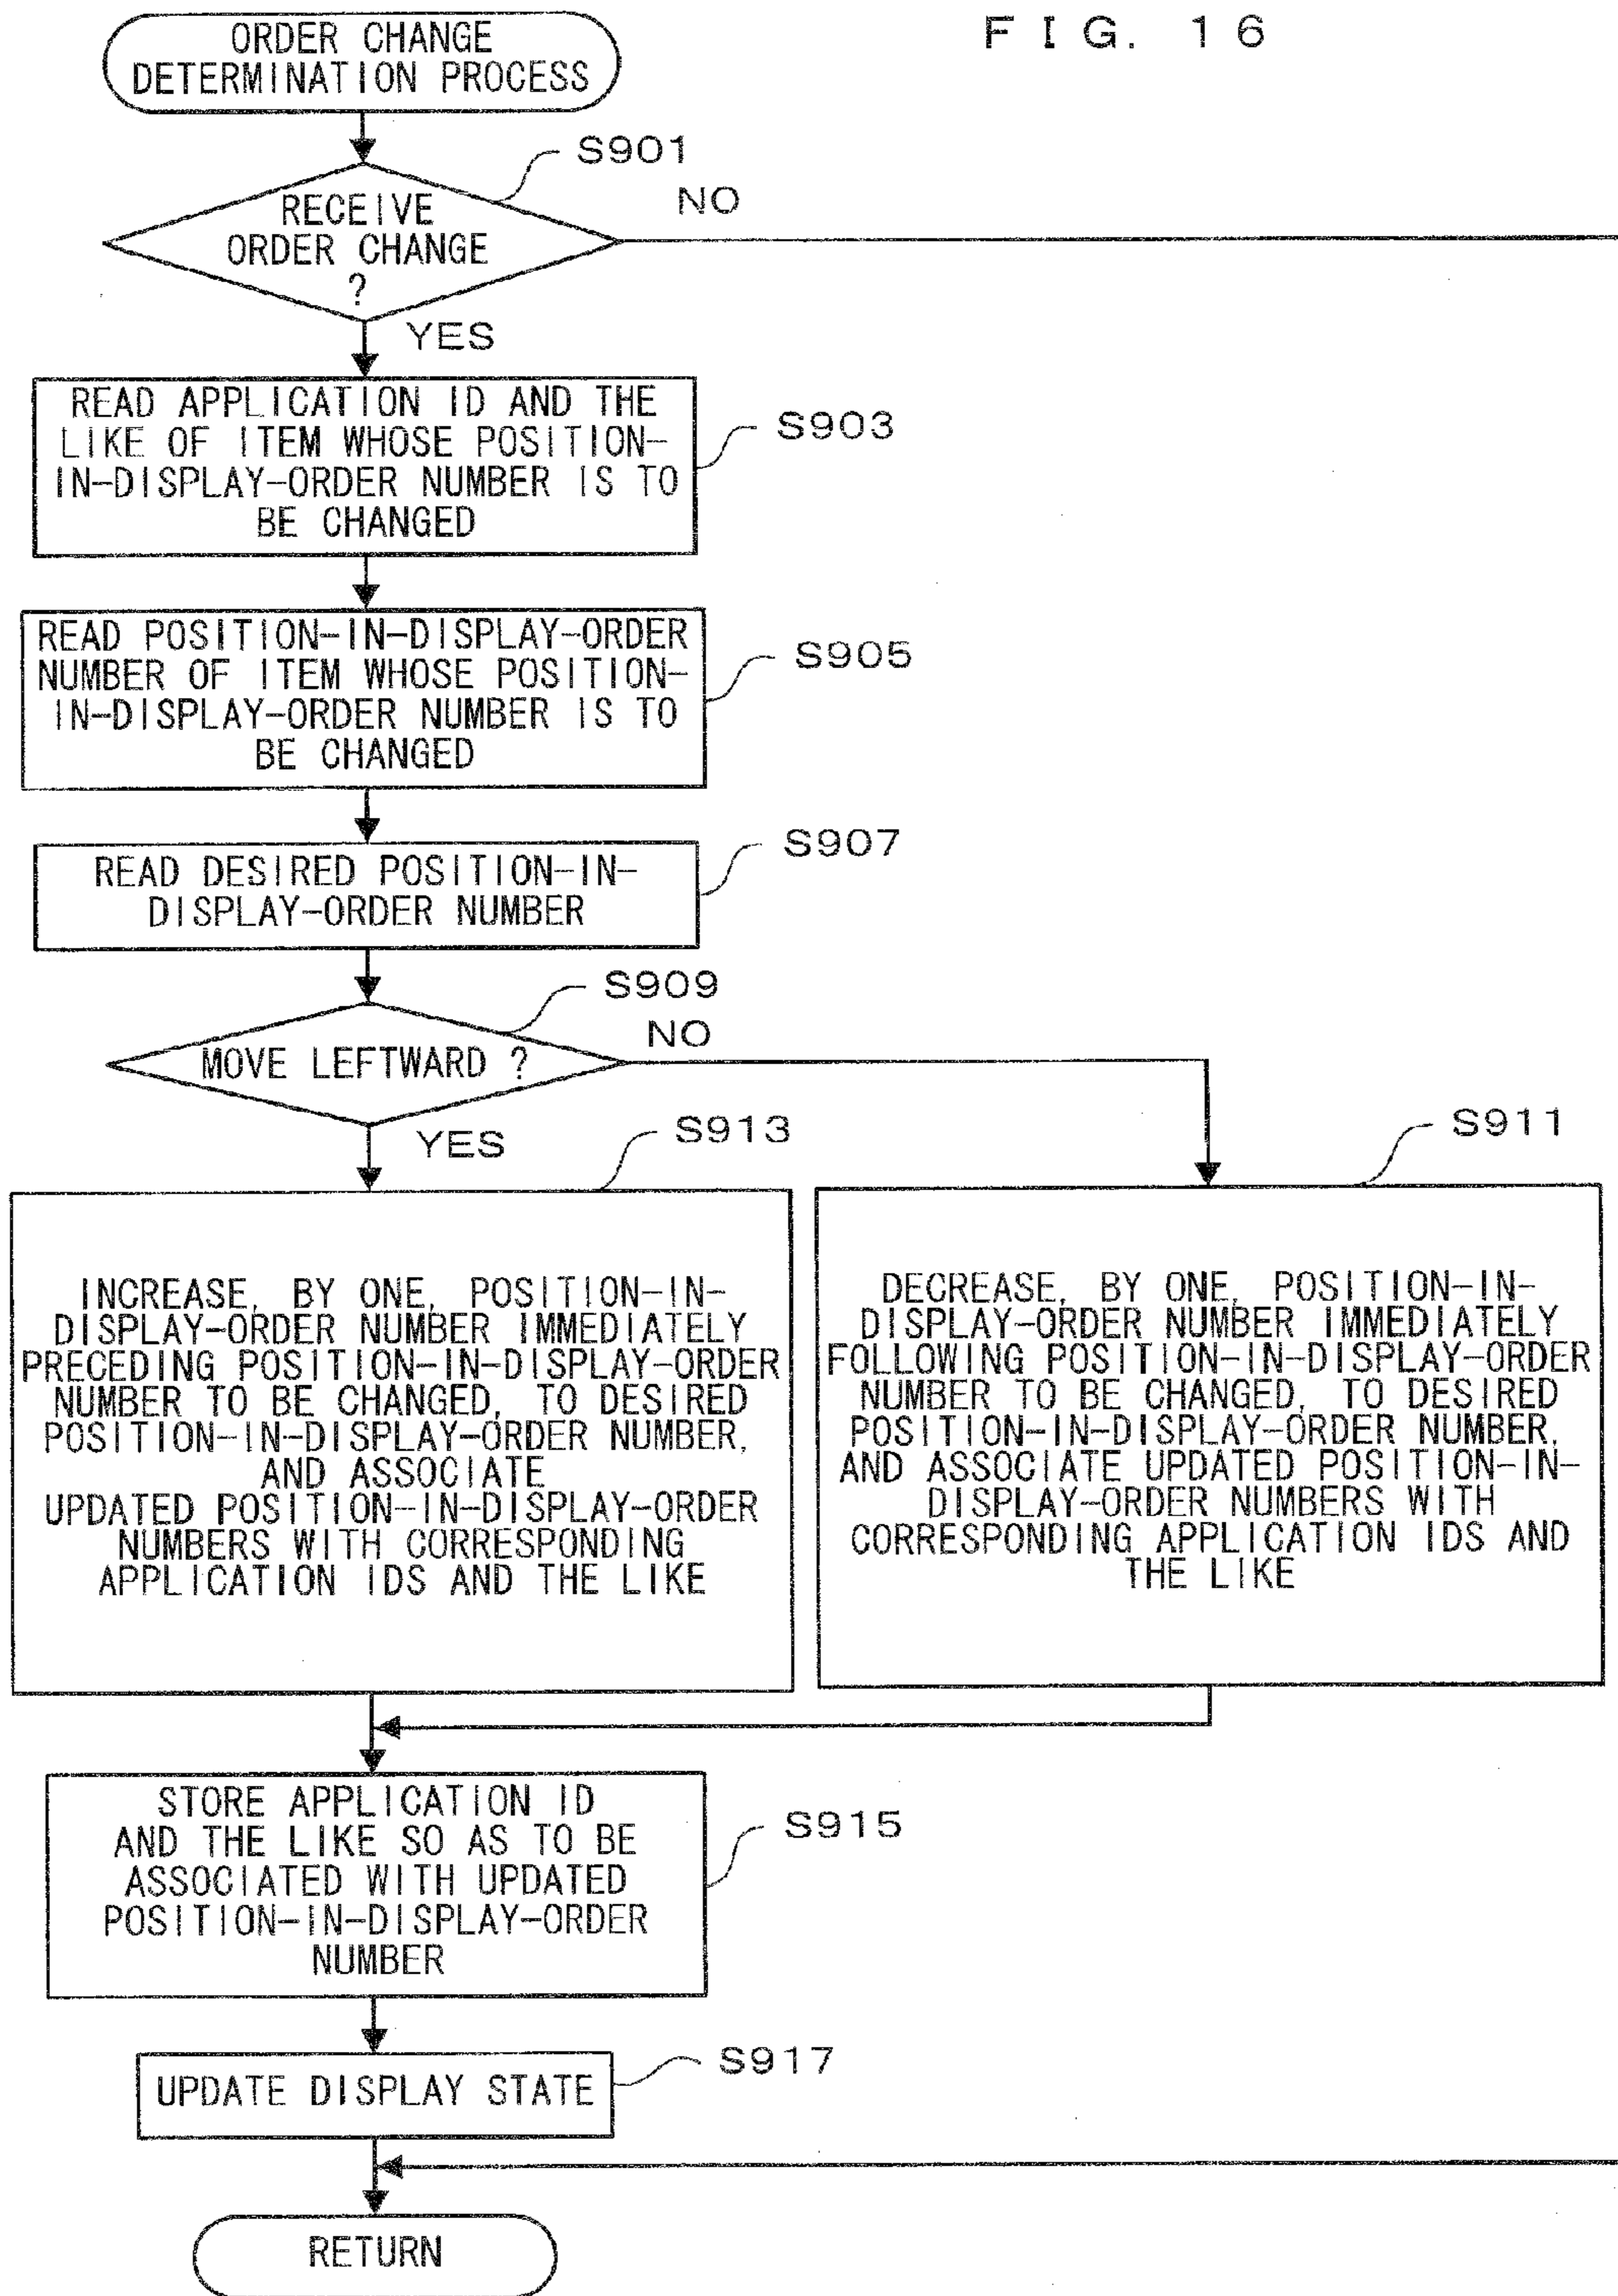 FIG. 16
ORDER CHANGE
DETERMINATION PROCESS
S901
RECEIVE
ORDER CHANGE
?
NO
YES
READ APPLICATION ID AND THE
LIKE OF ITEM WHOSE POSITION-
IN-DISPLAY-ORDER NUMBER IS TO
BE CHANGED
S903
READ POSITION-IN-DISPLAY-ORDER
NUMBER OF ITEM WHOSE POSITION-
IN-DISPLAY-ORDER NUMBER IS TO
BE CHANGED
S905
READ DESIRED POSITION-IN-
DISPLAY-ORDER NUMBER
S907
S909
MOVE LEFTWARD ?
NO
YES
S913
INCREASE, BY ONE, POSITION-IN-
DISPLAY-ORDER NUMBER IMMEDIATELY
PRECEDING POSITION-IN-DISPLAY-ORDER
NUMBER TO BE CHANGED, TO DESIRED
POSITION-IN-DISPLAY-ORDER NUMBER,
AND ASSOCIATE
UPDATED POSITION-IN-DISPLAY-ORDER
NUMBERS WITH CORRESPONDING
APPLICATION IDS AND THE LIKE
S911
DECREASE, BY ONE, POSITION-IN-
DISPLAY-ORDER NUMBER IMMEDIATELY
FOLLOWING POSITION-IN-DISPLAY-ORDER
NUMBER TO BE CHANGED, TO DESIRED
POSITION-IN-DISPLAY-ORDER NUMBER,
AND ASSOCIATE UPDATED POSITION-IN-
DISPLAY-ORDER NUMBERS WITH
CORRESPONDING APPLICATION IDS AND
THE LIKE
STORE APPLICATION ID
AND THE LIKE SO AS TO BE
ASSOCIATED WITH UPDATED
POSITION-IN-DISPLAY-ORDER
NUMBER
S915
UPDATE DISPLAY STATE
S917
RETURN